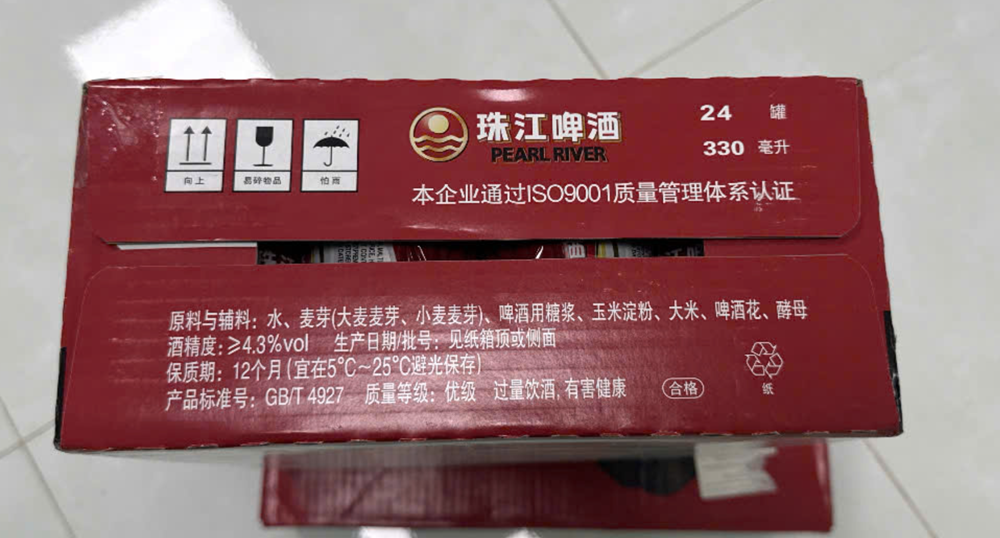 珠江啤酒
PEARL RIVER
24 罐
330 毫升
向上
易碎物品
怕雨
本企业通过ISO9001质量管理体系认证
原料与辅料：水、麦芽(大麦麦芽、小麦麦芽)、啤酒用糖浆、玉米淀粉、大米、啤酒花、酵母
酒精度：≥4.3%vol 生产日期/批号：见纸箱顶或侧面
保质期：12个月(宜在5°C～25°C避光保存)
产品标准号：GB/T 4927 质量等级：优级 过量饮酒,有害健康
合格
纸